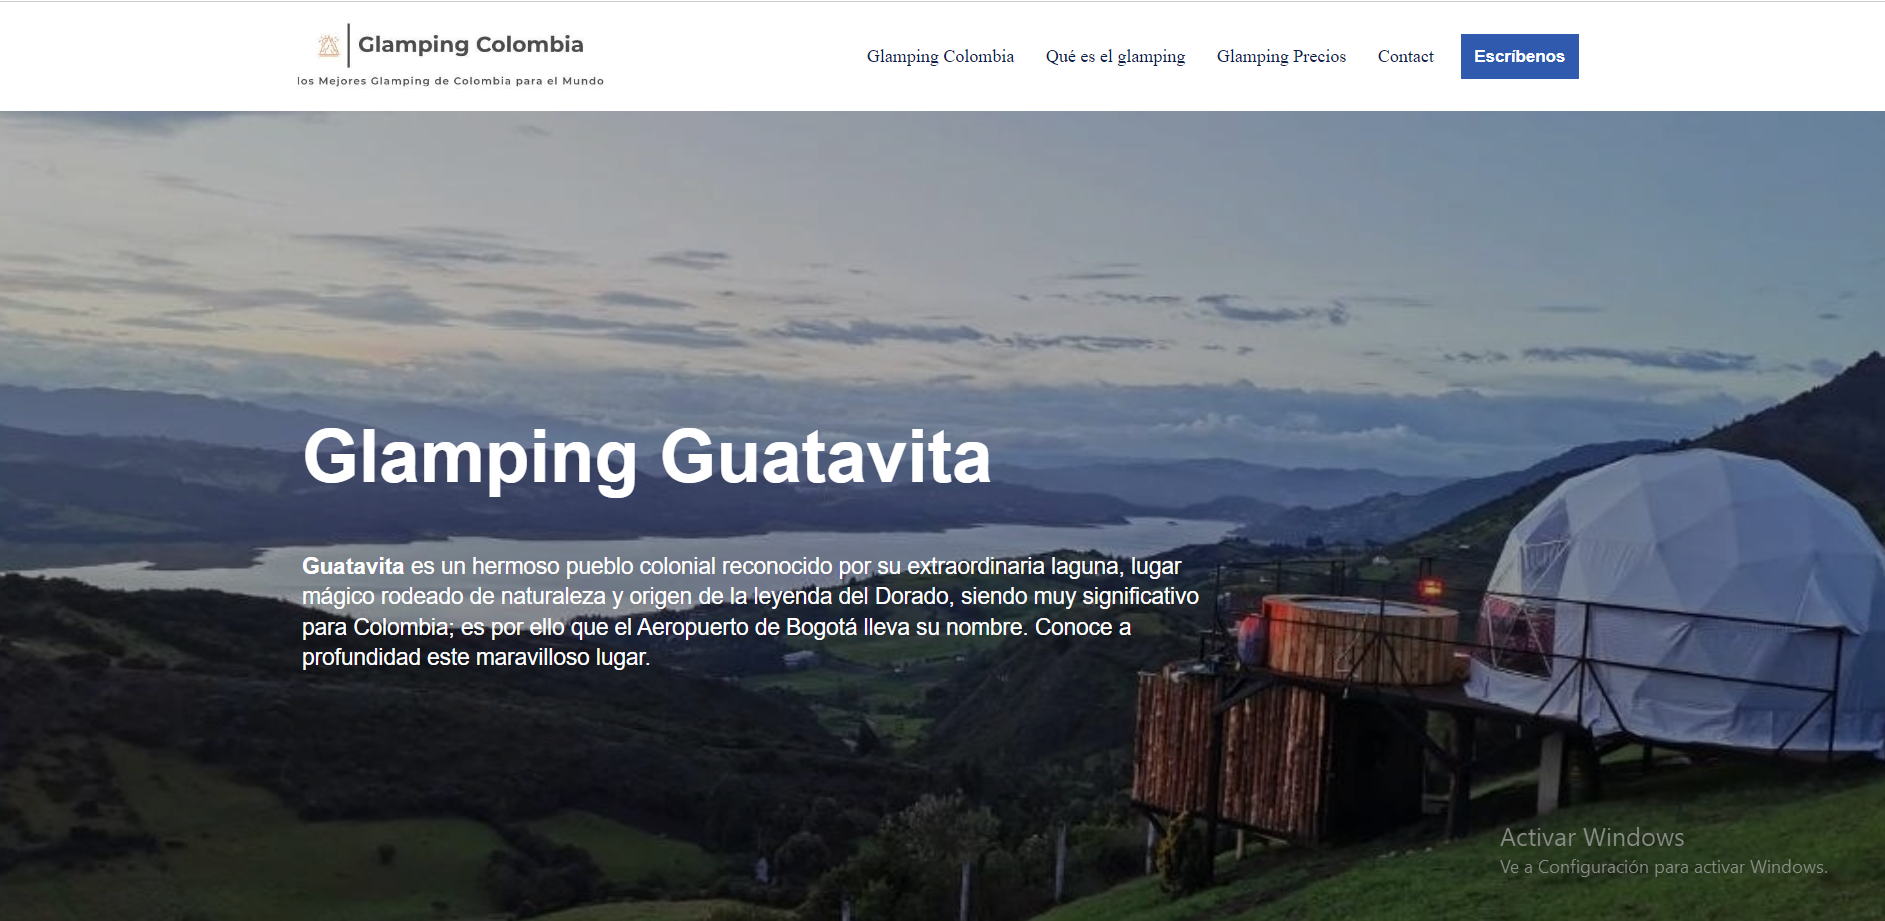 Glamping Colombia
los Mejores Glamping de Colombia para el Mundo
Glamping Colombia Qué es el glamping Glamping Precios Contact Escríbenos
Glamping Guatavita
Guatavita es un hermoso pueblo colonial reconocido por su extraordinaria laguna, lugar
mágico rodeado de naturaleza y origen de la leyenda del Dorado, siendo muy significativo
para Colombia; es por ello que el Aeropuerto de Bogotá lleva su nombre. Conoce a
profundidad este maravilloso lugar.
Activar Windows
Ve a Configuración para activar Windows.